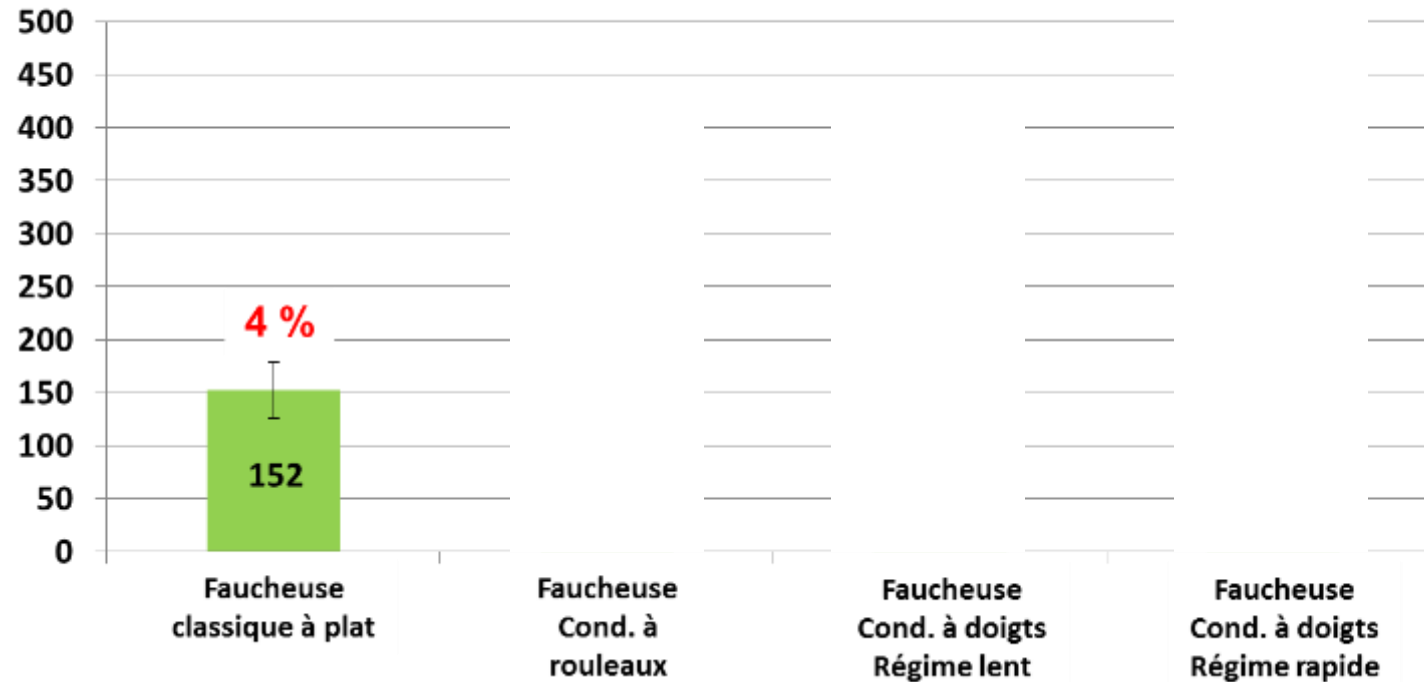 500
450
400
350
300
250
200
150
100
50
0
4 %
152
Faucheuse
classique à plat
Faucheuse
Cond. à
rouleaux
Faucheuse
Cond. à doigts
Régime lent
Faucheuse
Cond. à doigts
Régime rapide